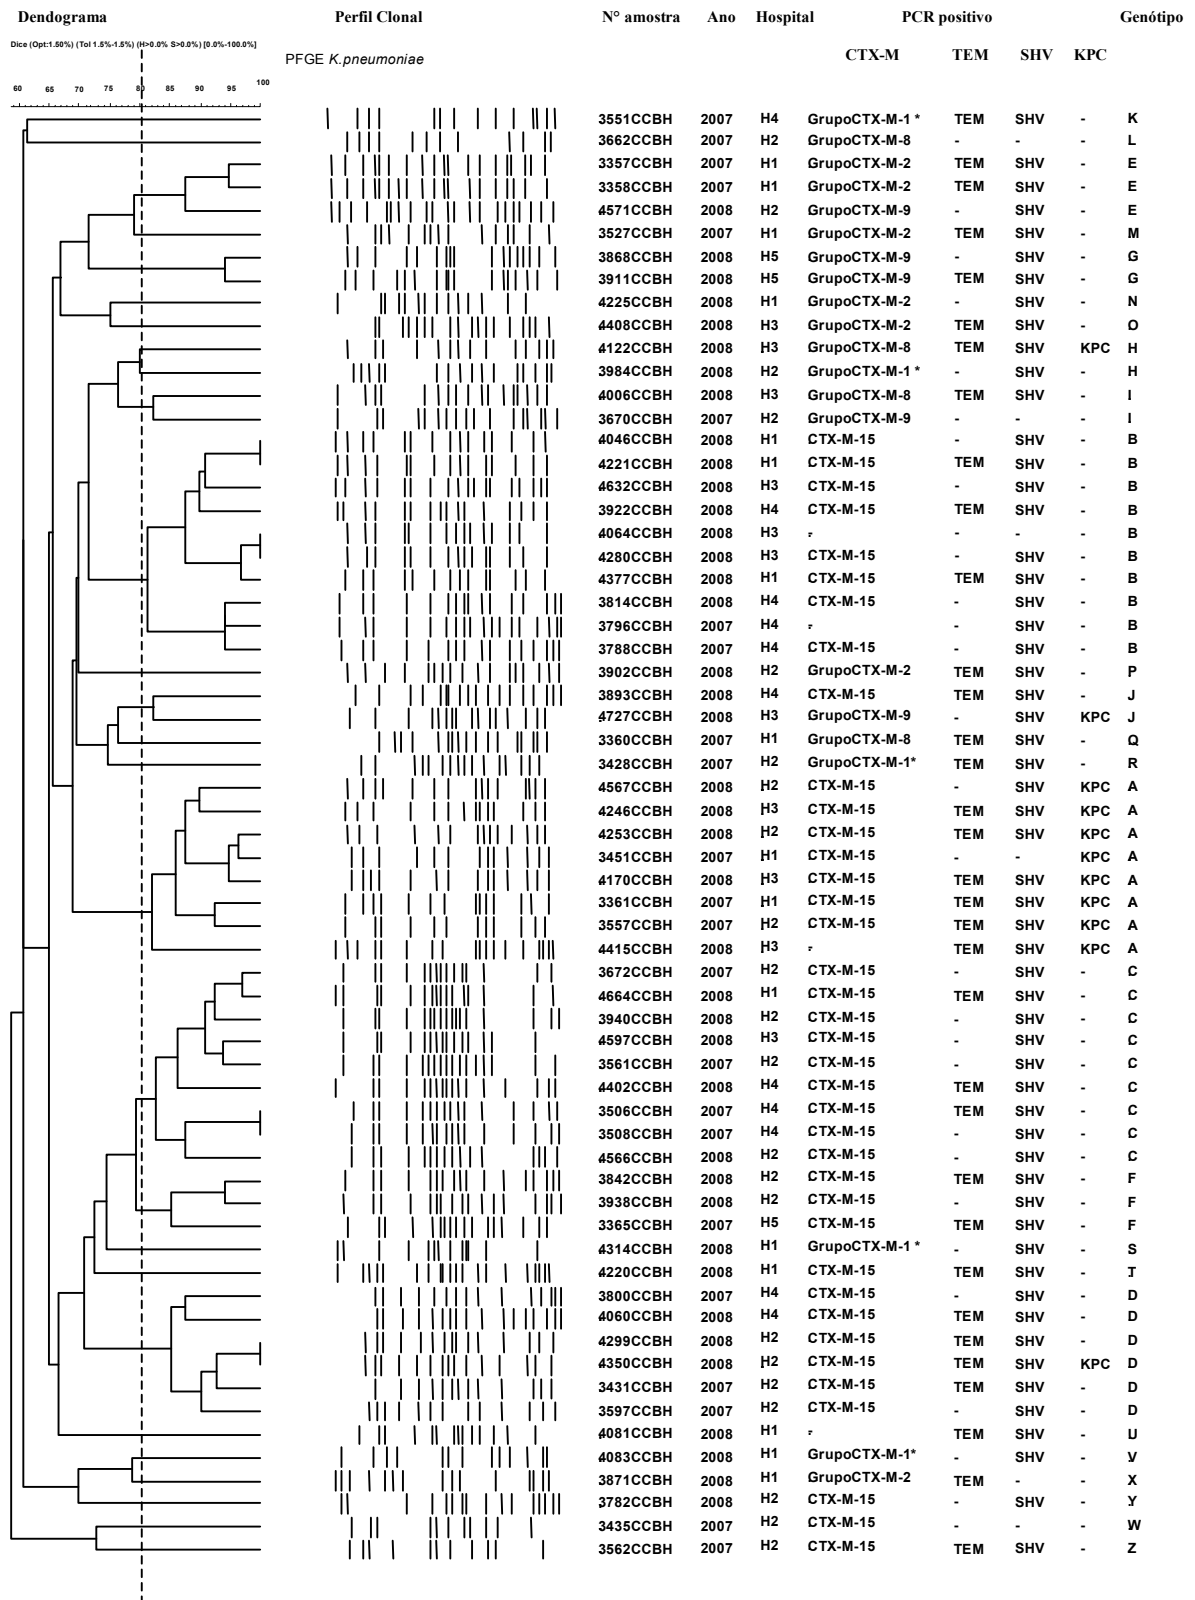 Dendograma Perfil Clonal N° amostra Ano Hospital PCR positivo Genótipo
Dice (Opt:1.50%) (Tol 1.5%-1.5%) (H>0.0% S>0.0%) [0.0%-100.0%]
PFGE K.pneumoniae CTX-M TEM SHV KPC
60 65 70 75 80 85 90 95 100
3551CCBH 2007 H4 GrupoCTX-M-1 * TEM SHV - K
3662CCBH 2007 H2 GrupoCTX-M-8 - - - L
3357CCBH 2007 H1 GrupoCTX-M-2 TEM SHV - E
3358CCBH 2007 H1 GrupoCTX-M-2 TEM SHV - E
4571CCBH 2008 H2 GrupoCTX-M-9 - SHV - E
3527CCBH 2007 H1 GrupoCTX-M-2 TEM SHV - M
3868CCBH 2008 H5 GrupoCTX-M-9 - SHV - G
3911CCBH 2008 H5 GrupoCTX-M-9 TEM SHV - G
4225CCBH 2008 H1 GrupoCTX-M-2 - SHV - N
4408CCBH 2008 H3 GrupoCTX-M-2 TEM SHV - O
4122CCBH 2008 H3 GrupoCTX-M-8 TEM SHV KPC H
3984CCBH 2008 H2 GrupoCTX-M-1 * - SHV - H
4006CCBH 2008 H3 GrupoCTX-M-8 TEM SHV - I
3670CCBH 2007 H2 GrupoCTX-M-9 - - - I
4046CCBH 2008 H1 CTX-M-15 - SHV - B
4221CCBH 2008 H1 CTX-M-15 TEM SHV - B
4632CCBH 2008 H3 CTX-M-15 - SHV - B
3922CCBH 2008 H4 CTX-M-15 TEM SHV - B
4064CCBH 2008 H3 - - - - B
4280CCBH 2008 H3 CTX-M-15 - SHV - B
4377CCBH 2008 H1 CTX-M-15 TEM SHV - B
3814CCBH 2008 H4 CTX-M-15 - SHV - B
3796CCBH 2007 H4 - - SHV - B
3788CCBH 2007 H4 CTX-M-15 - SHV - B
3902CCBH 2008 H2 GrupoCTX-M-2 TEM SHV - P
3893CCBH 2008 H4 CTX-M-15 TEM SHV - J
4727CCBH 2008 H3 GrupoCTX-M-9 - SHV KPC J
3360CCBH 2007 H1 GrupoCTX-M-8 TEM SHV - Q
3428CCBH 2007 H2 GrupoCTX-M-1* TEM SHV - R
4567CCBH 2008 H2 CTX-M-15 - SHV KPC A
4246CCBH 2008 H3 CTX-M-15 TEM SHV KPC A
4253CCBH 2008 H2 CTX-M-15 TEM SHV KPC A
3451CCBH 2007 H1 CTX-M-15 - - KPC A
4170CCBH 2008 H3 CTX-M-15 TEM SHV KPC A
3361CCBH 2007 H1 CTX-M-15 TEM SHV KPC A
3557CCBH 2007 H2 CTX-M-15 TEM SHV KPC A
4415CCBH 2008 H3 - TEM SHV KPC A
3672CCBH 2007 H2 CTX-M-15 - SHV - C
4664CCBH 2008 H1 CTX-M-15 TEM SHV - C
3940CCBH 2008 H2 CTX-M-15 - SHV - C
4597CCBH 2008 H3 CTX-M-15 - SHV - C
3561CCBH 2007 H2 CTX-M-15 - SHV - C
4402CCBH 2008 H4 CTX-M-15 TEM SHV - C
3506CCBH 2007 H4 CTX-M-15 TEM SHV - C
3508CCBH 2007 H4 CTX-M-15 - SHV - C
4566CCBH 2008 H2 CTX-M-15 - SHV - C
3842CCBH 2008 H2 CTX-M-15 TEM SHV - F
3938CCBH 2008 H2 CTX-M-15 - SHV - F
3365CCBH 2007 H5 CTX-M-15 TEM SHV - F
4314CCBH 2008 H1 GrupoCTX-M-1 * - SHV - S
4220CCBH 2008 H1 CTX-M-15 TEM SHV - T
3800CCBH 2007 H4 CTX-M-15 - SHV - D
4060CCBH 2008 H4 CTX-M-15 TEM SHV - D
4299CCBH 2008 H2 CTX-M-15 TEM SHV - D
4350CCBH 2008 H2 CTX-M-15 TEM SHV KPC D
3431CCBH 2007 H2 CTX-M-15 TEM SHV - D
3597CCBH 2007 H2 CTX-M-15 - SHV - D
4081CCBH 2008 H1 - TEM SHV - U
4083CCBH 2008 H1 GrupoCTX-M-1* - SHV - V
3871CCBH 2008 H1 GrupoCTX-M-2 TEM - - X
3782CCBH 2008 H2 CTX-M-15 - SHV - Y
3435CCBH 2007 H2 CTX-M-15 - - - W
3562CCBH 2007 H2 CTX-M-15 TEM SHV - Z